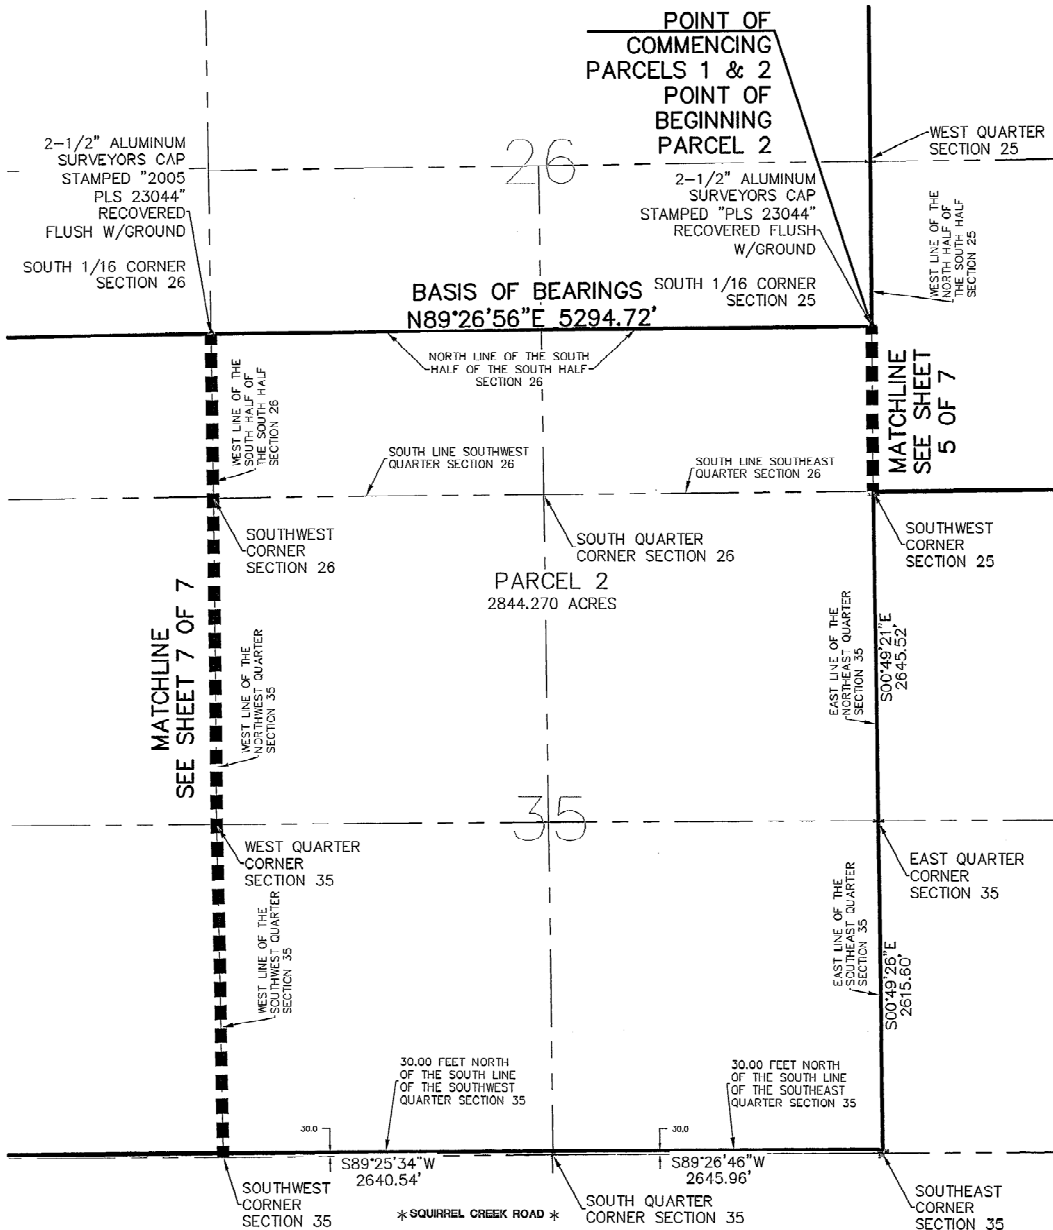 POINT OF
COMMENCING
PARCELS 1 & 2
POINT OF
BEGINNING
PARCEL 2
2-1/2" ALUMINUM
SURVEYORS CAP
STAMPED "2005
PLS 23044"
RECOVERED
FLUSH W/GROUND
SOUTH 1/16 CORNER
SECTION 26
26
2-1/2" ALUMINUM
SURVEYORS CAP
STAMPED "PLS 23044"
RECOVERED FLUSH
W/GROUND
SOUTH 1/16 CORNER
SECTION 25
WEST QUARTER
SECTION 25
WEST LINE OF THE
NORTH HALF OF
THE SOUTH HALF
SECTION 25
BASIS OF BEARINGS
N89°26'56"E 5294.72'
NORTH LINE OF THE SOUTH
HALF OF THE SOUTH HALF
SECTION 26
WEST LINE OF THE
SOUTH HALF OF
THE SOUTH HALF
SECTION 26
MATCHLINE
SEE SHEET
5 OF 7
SOUTH LINE SOUTHWEST
QUARTER SECTION 26
SOUTH LINE SOUTHEAST
QUARTER SECTION 26
SOUTHWEST
CORNER
SECTION 26
SOUTH QUARTER
CORNER SECTION 26
SOUTHWEST
CORNER
SECTION 25
PARCEL 2
2844.270 ACRES
MATCHLINE
SEE SHEET 7 OF 7
WEST LINE OF THE
NORTHWEST QUARTER
SECTION 35
EAST LINE OF THE
NORTHEAST QUARTER
SECTION 35
S00°49'21"E
2645.52'
35
WEST QUARTER
CORNER
SECTION 35
EAST QUARTER
CORNER
SECTION 35
WEST LINE OF THE
SOUTHWEST QUARTER
SECTION 35
EAST LINE OF THE
SOUTHEAST QUARTER
SECTION 35
S00°49'26"E
2615.60'
30.00 FEET NORTH
OF THE SOUTH LINE
OF THE SOUTHWEST
QUARTER SECTION 35
30.00 FEET NORTH
OF THE SOUTH LINE
OF THE SOUTHEAST
QUARTER SECTION 35
30.0
30.0
S89°25'34"W
2640.54'
S89°26'46"W
2645.96'
SOUTHWEST
CORNER
SECTION 35
* SQUIRREL CREEK ROAD *
SOUTH QUARTER
CORNER SECTION 35
SOUTHEAST
CORNER
SECTION 35